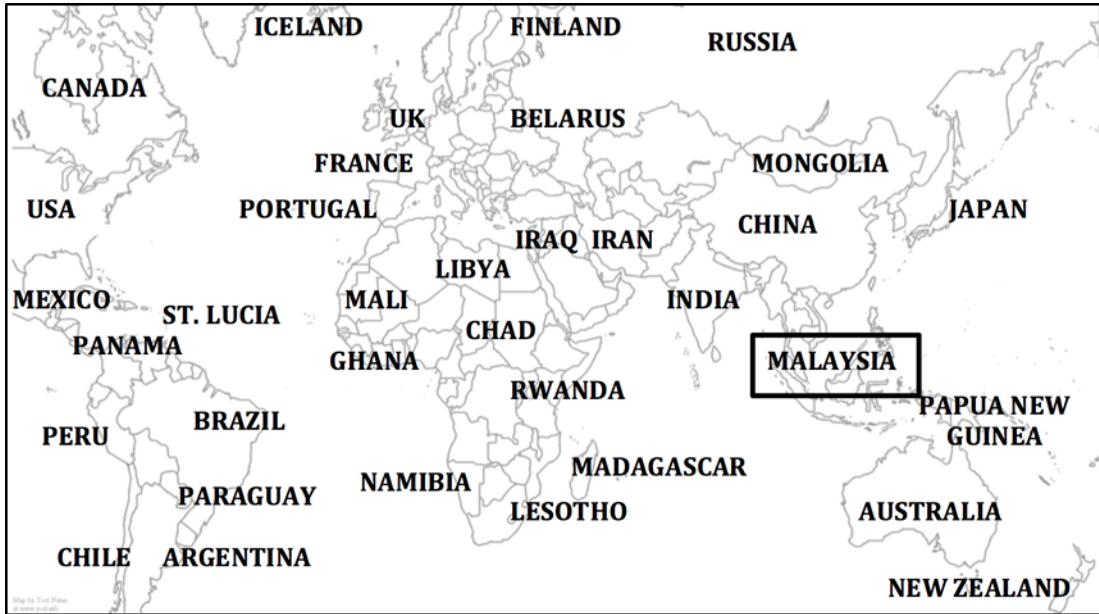 ICELAND
FINLAND
RUSSIA
CANADA
UK
BELARUS
FRANCE
MONGOLIA
USA
PORTUGAL
CHINA
JAPAN
IRAQ
IRAN
LIBYA
MEXICO
ST. LUCIA
MALI
INDIA
CHAD
PANAMA
GHANA
MALAYSIA
RWANDA
PERU
BRAZIL
PAPUA NEW
GUINEA
NAMIBIA
MADAGASCAR
PARAGUAY
LESOTHO
AUSTRALIA
CHILE
ARGENTINA
NEW ZEALAND
Map by